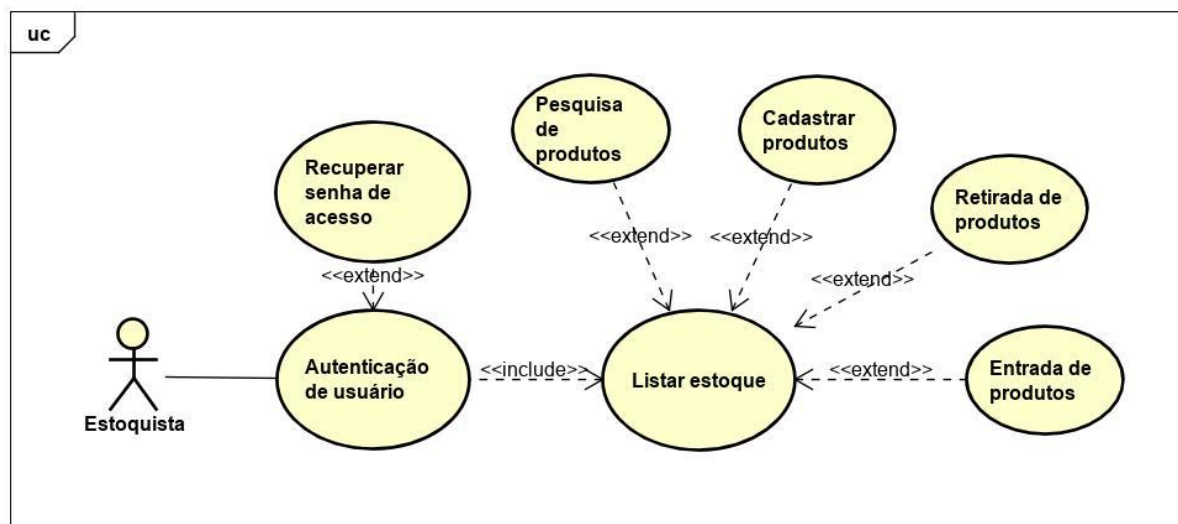 uc
Pesquisa
de
produtos
Cadastrar
produtos
Recuperar
senha de
acesso
Retirada de
produtos
<<extend>>
<<extend>>
<<extend>>
<<extend>>
Autenticação
de usuário
<<include>>
Listar estoque
<<extend>>
Entrada de
produtos
Estoquista